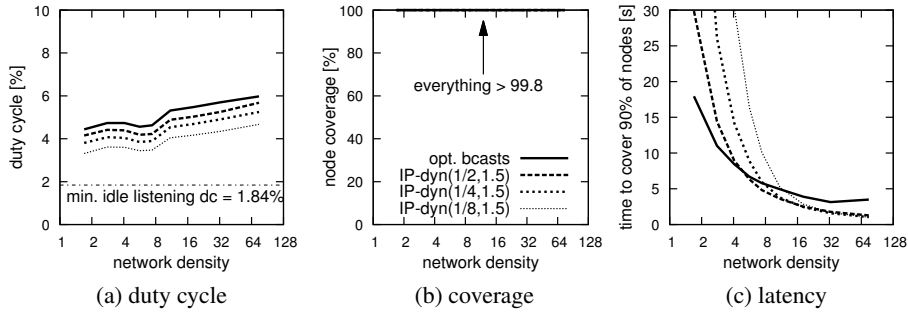 10
8
6
4
2
0
duty cycle [%]
min. idle listening dc = 1.84%
1 2 4 8 16 32 64 128
network density
(a) duty cycle
100
80
60
40
20
0
node coverage [%]
everything > 99.8
opt. bcasts
IP-dyn(1/2,1.5)
IP-dyn(1/4,1.5)
IP-dyn(1/8,1.5)
1 2 4 8 16 32 64 128
network density
(b) coverage
30
25
20
15
10
5
0
time to cover 90% of nodes [s]
1 2 4 8 16 32 64 128
network density
(c) latency